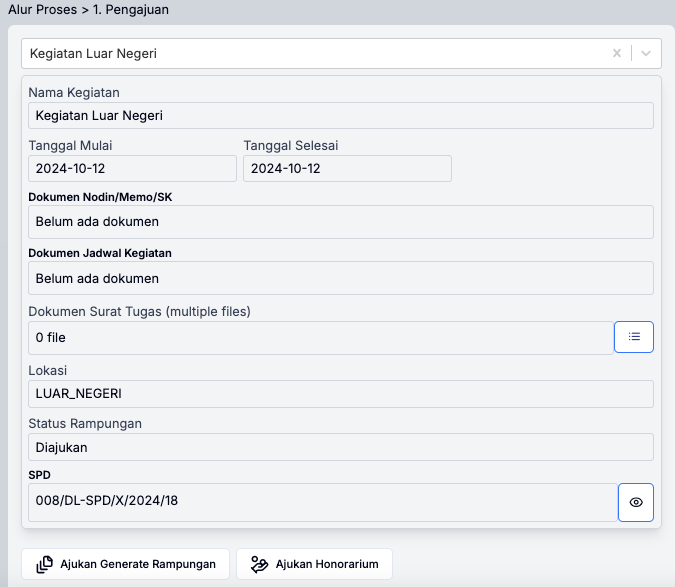 Alur Proses > 1. Pengajuan
Kegiatan Luar Negeri
Nama Kegiatan
Kegiatan Luar Negeri
Tanggal Mulai Tanggal Selesai
2024-10-12 2024-10-12
Dokumen Nodin/Memo/SK
Belum ada dokumen
Dokumen Jadwal Kegiatan
Belum ada dokumen
Dokumen Surat Tugas (multiple files)
0 file
Lokasi
LUAR_NEGERI
Status Rampungan
Diajukan
SPD
008/DL-SPD/X/2024/18
Ajukan Generate Rampungan Ajukan Honorarium